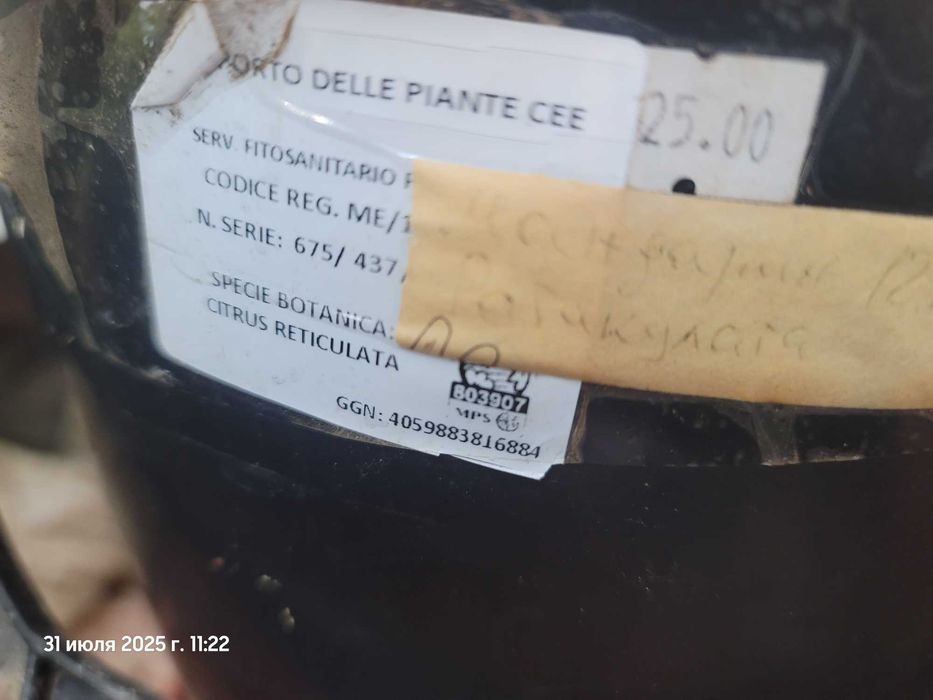 PORTO DELLE PIANTE CEE
25.00
SERV. FITOSANITARIO
CODICE REG. ME/1
N. SERIE: 675/ 437
SPECIE BOTANICA:
CITRUS RETICULATA
803907
MPS
GGN: 4059883816884
31 июля 2025 г. 11:22